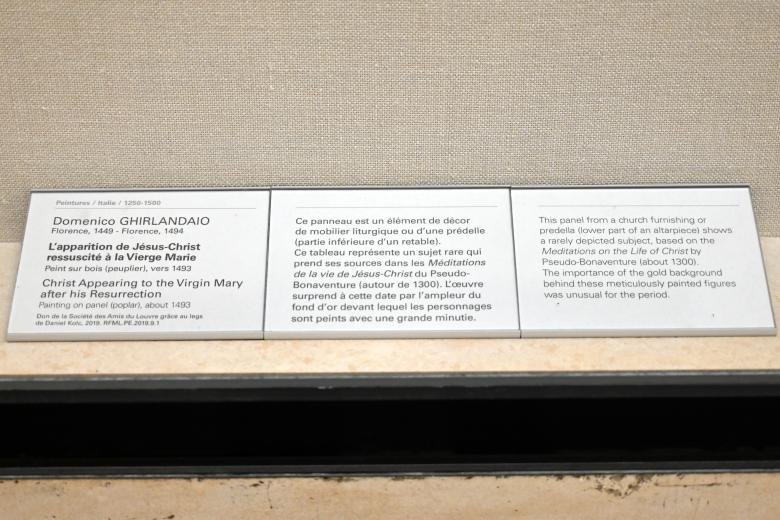 Peintures / Italie / 1250-1500
Domenico GHIRLANDAIO
Florence, 1449 - Florence, 1494
L'apparition de Jésus-Christ
ressuscité à la Vierge Marie
Peint sur bois (peuplier), vers 1493
Christ Appearing to the Virgin Mary
after his Resurrection
Painting on panel (poplar), about 1493
Don de la Société des Amis du Louvre grâce au legs
de Daniel Kolc, 2019. RFML.PE.2019.9.1
Ce panneau est un élément de décor
de mobilier liturgique ou d'une prédelle
(partie inférieure d'un retable).
Ce tableau représente un sujet rare qui
prend ses sources dans les Méditations
de la vie de Jésus-Christ du Pseudo-
Bonaventure (autour de 1300). L'œuvre
surprend à cette date par l'ampleur du
fond d'or devant lequel les personnages
sont peints avec une grande minutie.
This panel from a church furnishing or
predella (lower part of an altarpiece) shows
a rarely depicted subject, based on the
Meditations on the Life of Christ by
Pseudo-Bonaventure (about 1300).
The importance of the gold background
behind these meticulously painted figures
was unusual for the period.